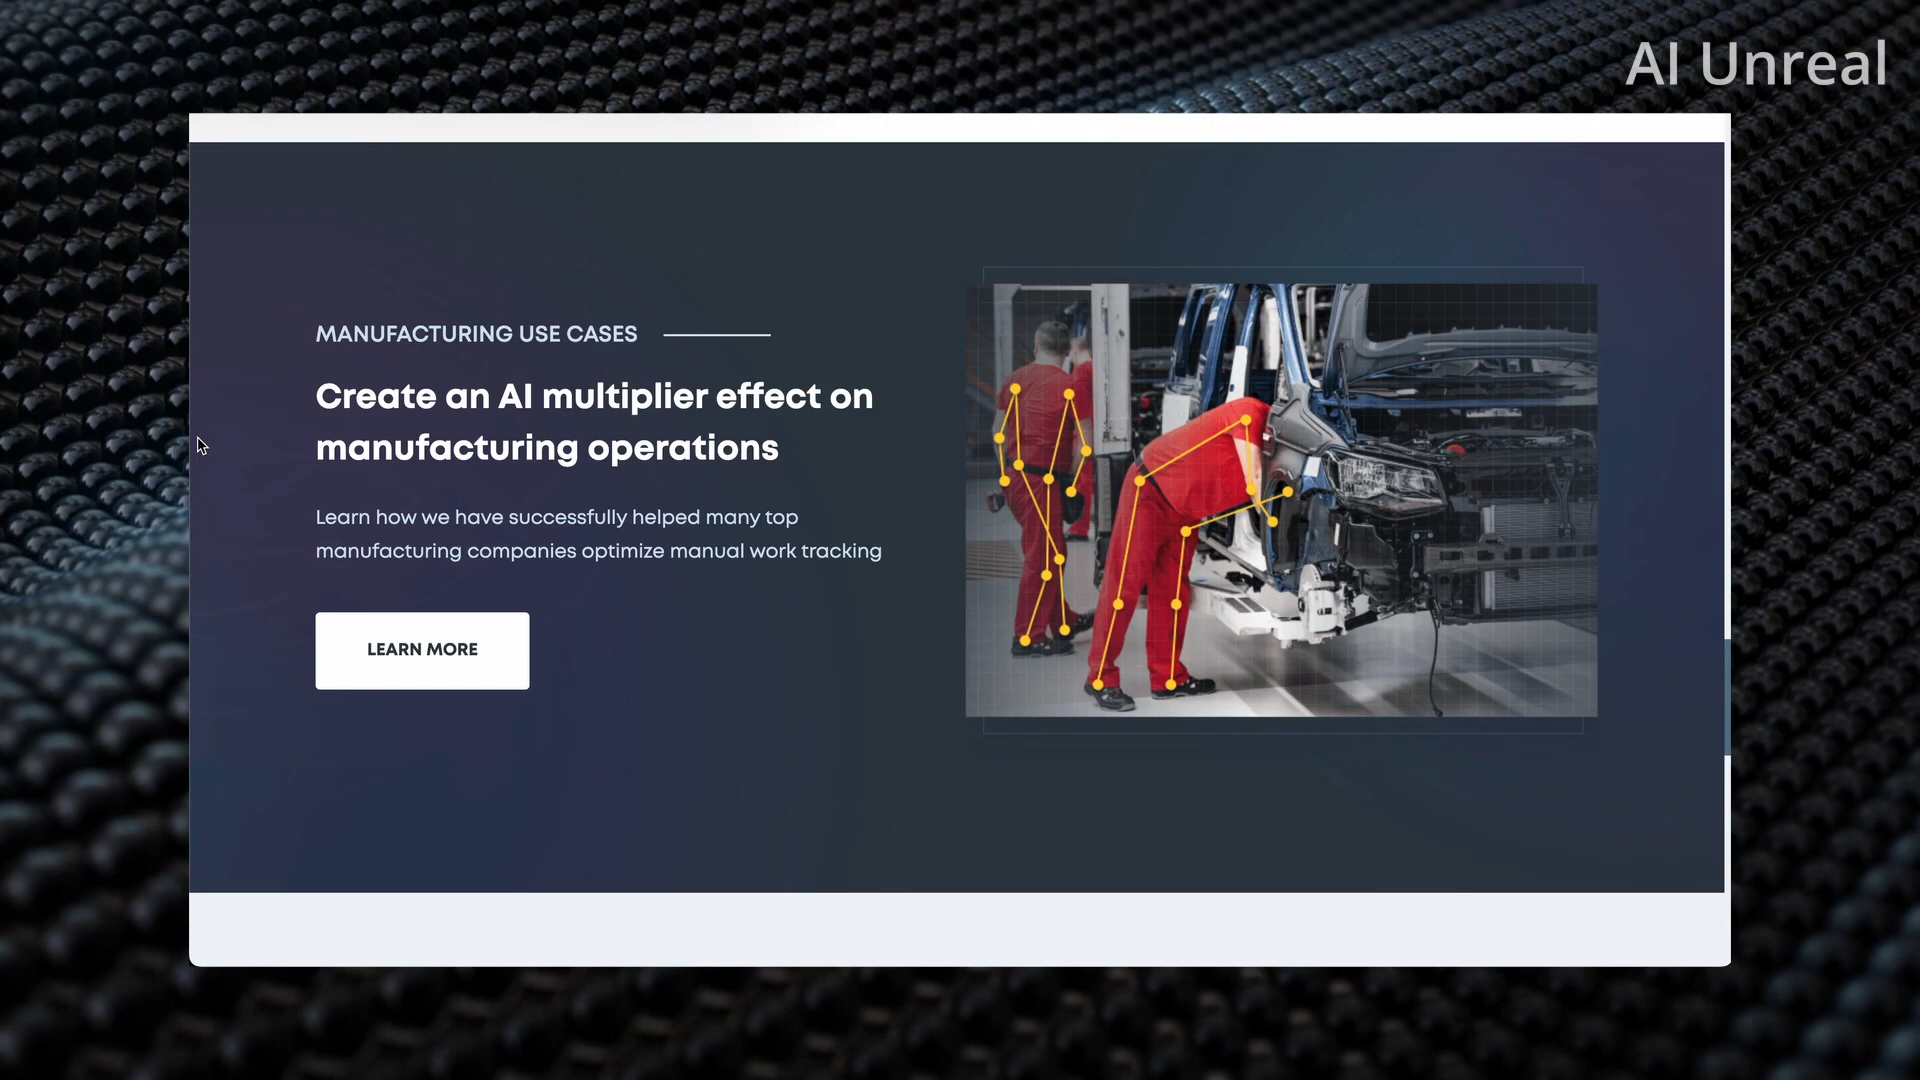 AI Unreal
MANUFACTURING USE CASES
Create an AI multiplier effect on
manufacturing operations
Learn how we have successfully helped many top
manufacturing companies optimize manual work tracking
LEARN MORE